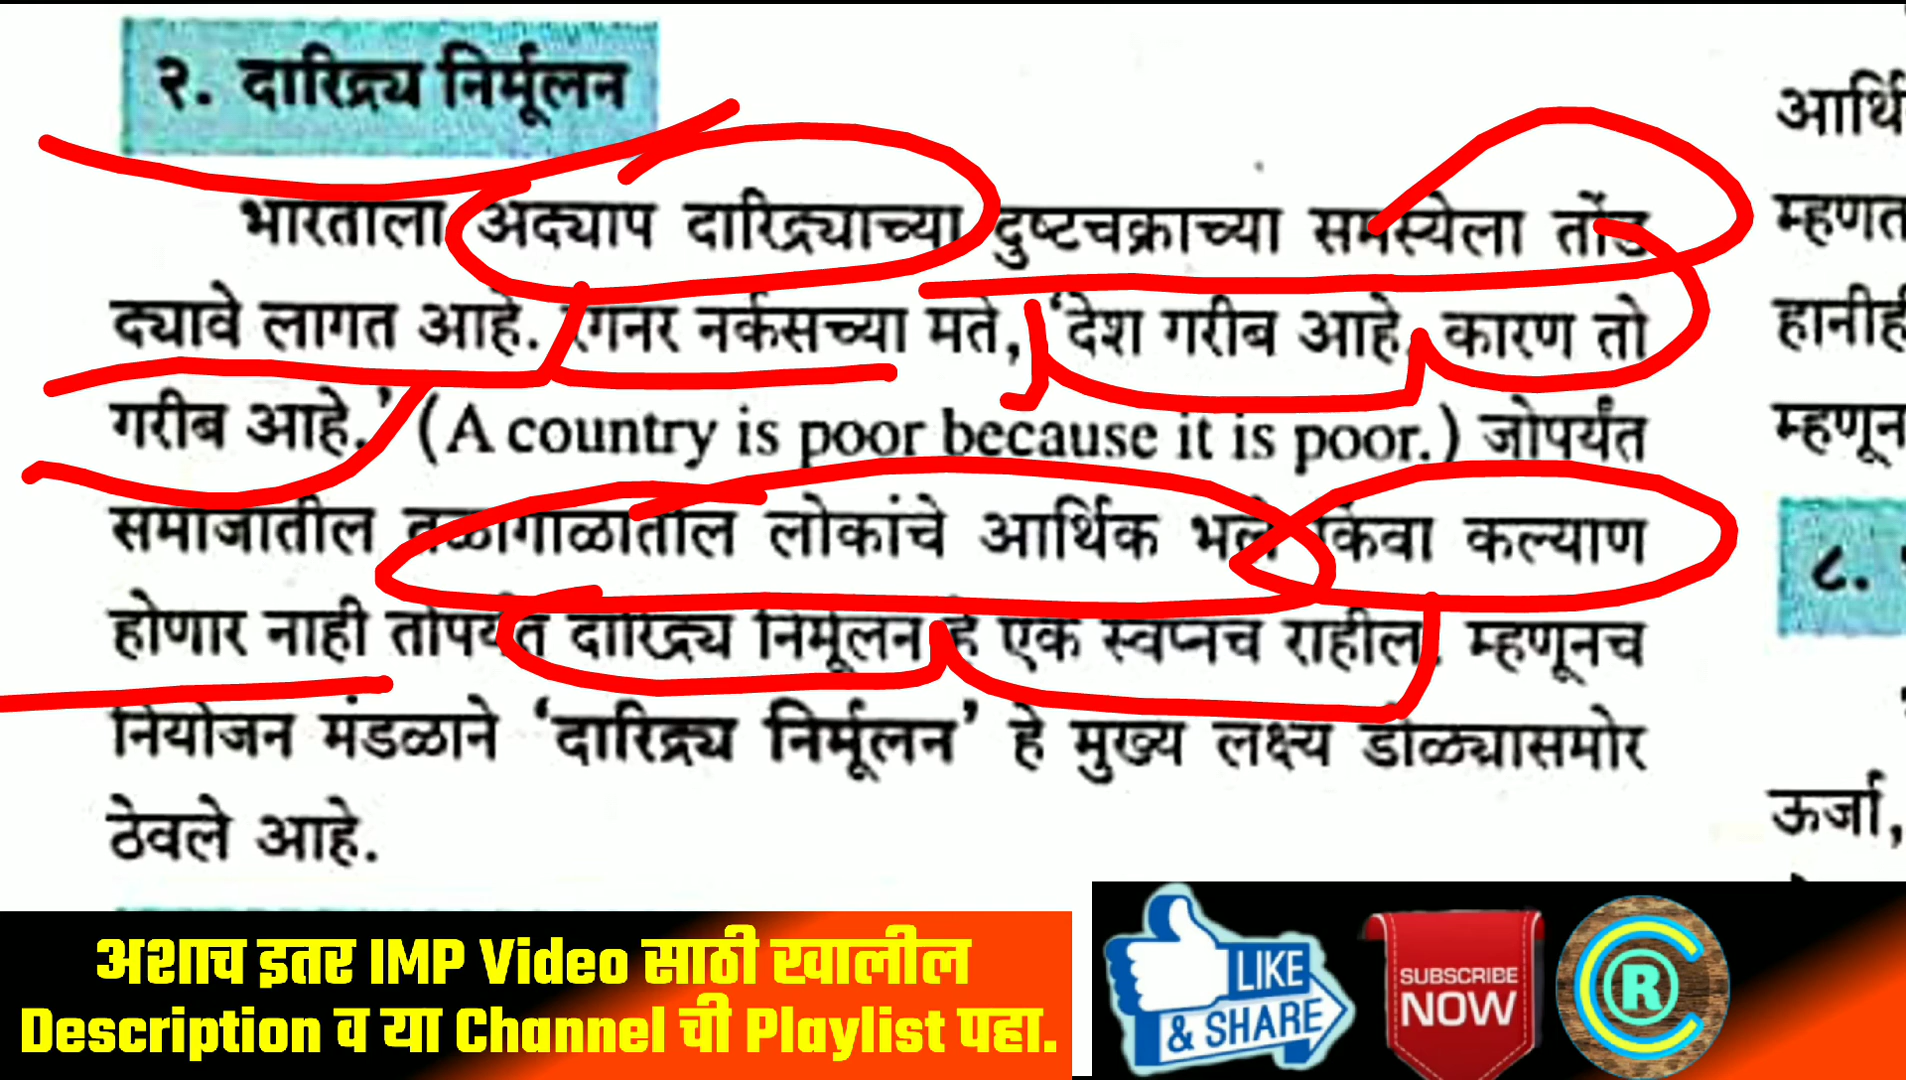 २. दारिद्र्य निर्मूलन
भारताला अद्याप दारिद्र्याच्या दुष्टचक्राच्या समस्येला तोंड
द्यावे लागत आहे. रॅगनर नर्कसच्या मते, ‘देश गरीब आहे, कारण तो
गरीब आहे.’ (A country is poor because it is poor.) जोपर्यंत
समाजातील तळागाळातील लोकांचे आर्थिक भले किंवा कल्याण
होणार नाही तोपर्यंत दारिद्र्य निर्मूलन हे एक स्वप्नच राहील. म्हणूनच
नियोजन मंडळाने ‘दारिद्र्य निर्मूलन’ हे मुख्य लक्ष्य डोळ्यासमोर
ठेवले आहे.
म्हणून
८.
ऊर्जा,
अशाच इतर IMP Video साठी खालील
Description व या Channel ची Playlist पहा.
LIKE
& SHARE
SUBSCRIBE
NOW
R